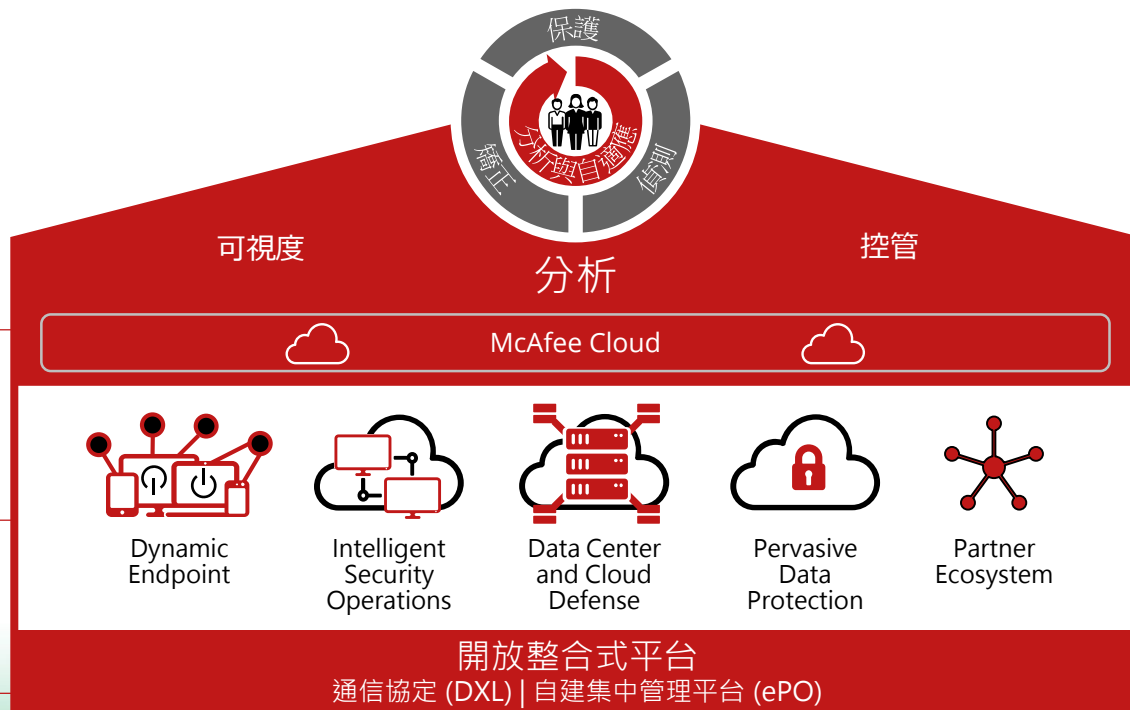 保護
矯正
分析與自適應
偵測
可視度
控管
分析
McAfee Cloud
Dynamic
Endpoint
Intelligent
Security
Operations
Data Center
and Cloud
Defense
Pervasive
Data
Protection
Partner
Ecosystem
開放整合式平台
通信協定 (DXL) | 自建集中管理平台 (ePO)